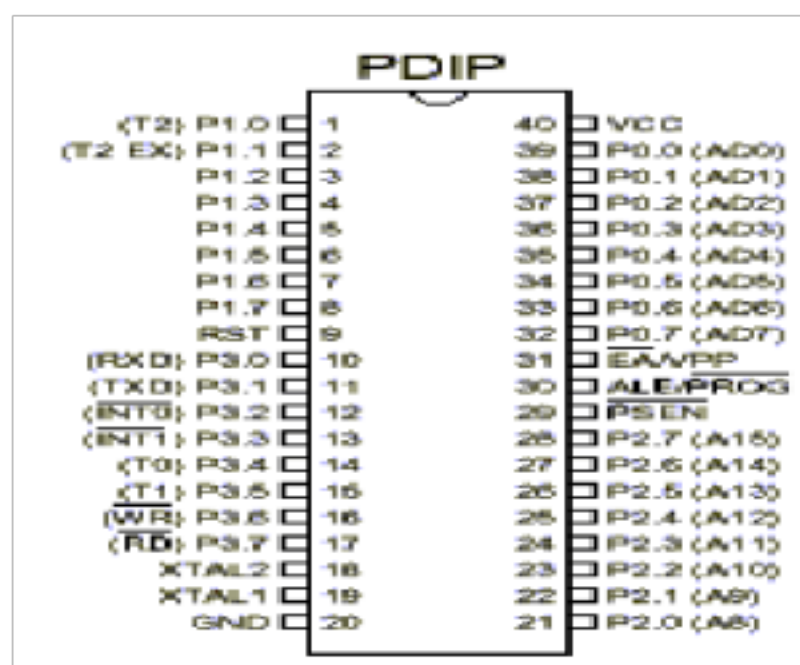 PDIP
(T2) P1.0 1 40 VCC
(T2 EX) P1.1 2 39 P0.0 (AD0)
P1.2 3 38 P0.1 (AD1)
P1.3 4 37 P0.2 (AD2)
P1.4 5 36 P0.3 (AD3)
P1.5 6 35 P0.4 (AD4)
P1.6 7 34 P0.5 (AD5)
P1.7 8 33 P0.6 (AD6)
RST 9 32 P0.7 (AD7)
(RXD) P3.0 10 31 E̅A̅/VPP
(TXD) P3.1 11 30 ALE/P̅R̅O̅G̅
(I̅N̅T̅0̅) P3.2 12 29 P̅S̅E̅N̅
(I̅N̅T̅1̅) P3.3 13 28 P2.7 (A15)
(T0) P3.4 14 27 P2.6 (A14)
(T1) P3.5 15 26 P2.5 (A13)
(W̅R̅) P3.6 16 25 P2.4 (A12)
(R̅D̅) P3.7 17 24 P2.3 (A11)
XTAL2 18 23 P2.2 (A10)
XTAL1 19 22 P2.1 (A9)
GND 20 21 P2.0 (A8)